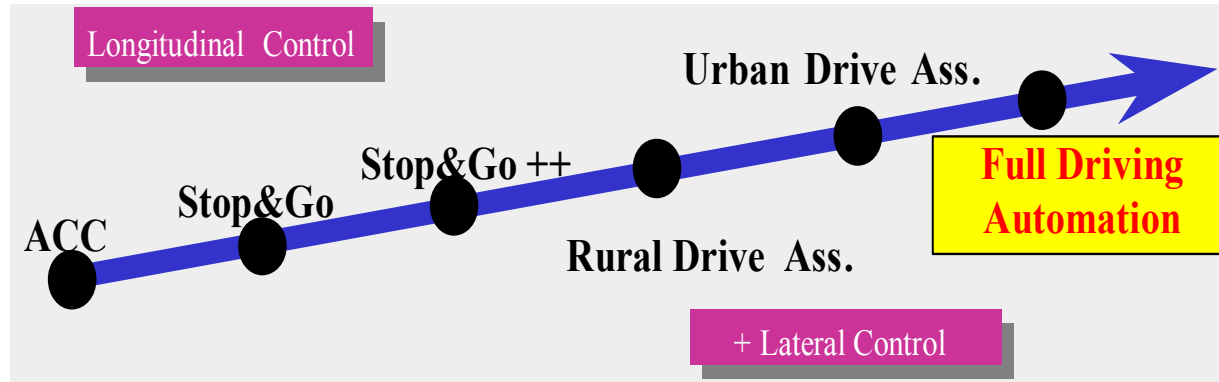 Longitudinal Control
Urban Drive Ass.
Stop&Go ++
Stop&Go
ACC
Full Driving
Automation
Rural Drive Ass.
+ Lateral Control